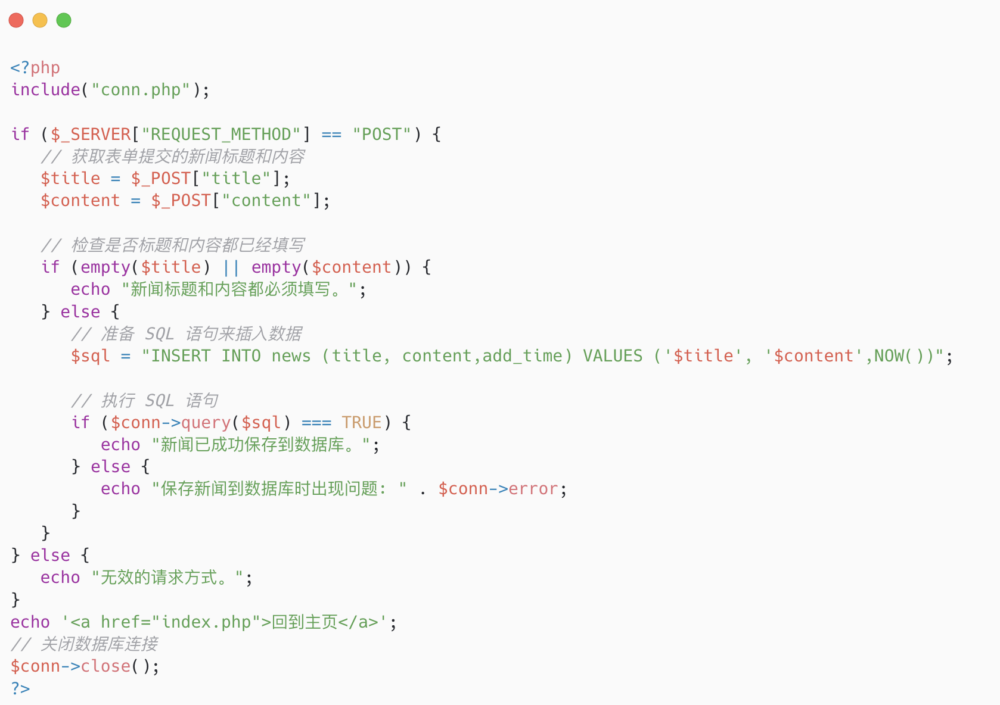 <?php
include("conn.php");

if ($_SERVER["REQUEST_METHOD"] == "POST") {
   // 获取表单提交的新闻标题和内容
   $title = $_POST["title"];
   $content = $_POST["content"];

   // 检查是否标题和内容都已经填写
   if (empty($title) || empty($content)) {
      echo "新闻标题和内容都必须填写。";
   } else {
      // 准备 SQL 语句来插入数据
      $sql = "INSERT INTO news (title, content,add_time) VALUES ('$title', '$content',NOW())";

      // 执行 SQL 语句
      if ($conn->query($sql) === TRUE) {
         echo "新闻已成功保存到数据库。";
      } else {
         echo "保存新闻到数据库时出现问题: " . $conn->error;
      }
   }
} else {
   echo "无效的请求方式。";
}
echo '<a href="index.php">回到主页</a>';
// 关闭数据库连接
$conn->close();
?>